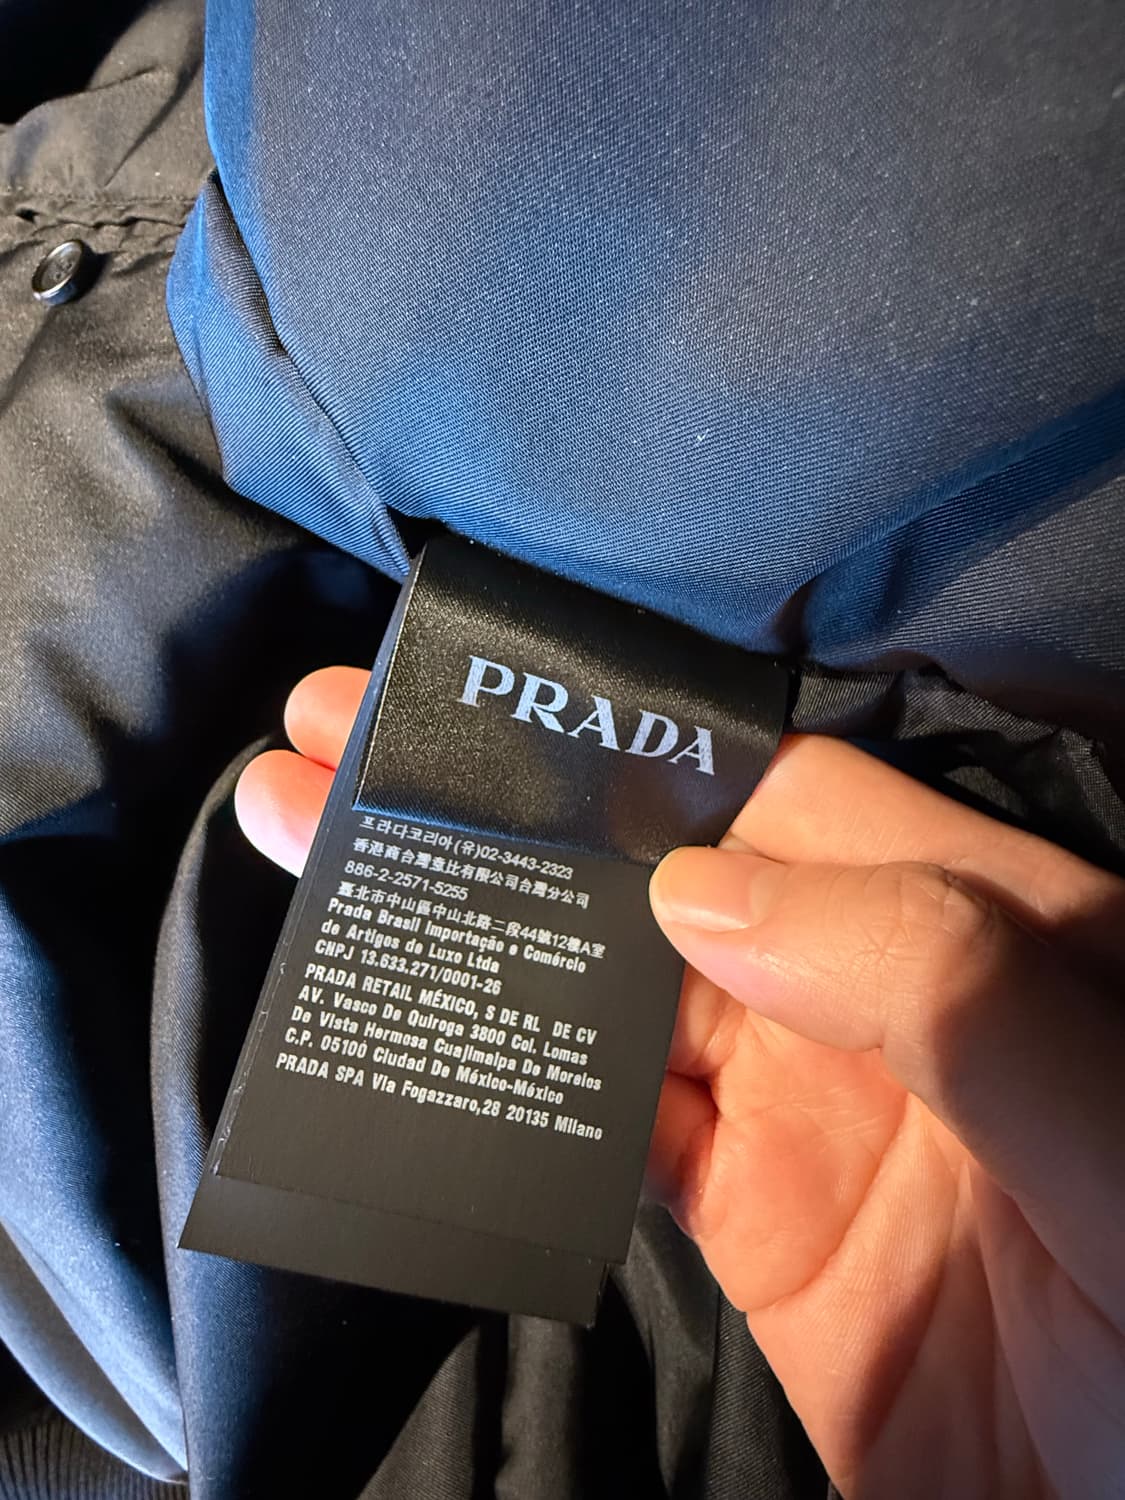 PRADA
프라다코리아(유)02-3443-2323
香港商台灣普比有限公司台灣分公司
886-2-2571-5255
臺北市中山區中山北路二段44號12樓A室
Prada Brasil Importação e Comércio
de Artigos de Luxo Ltda
CNPJ 13.633.271/0001-26
PRADA RETAIL MÉXICO, S DE RL DE CV
AV. Vasco De Quiroga 3800 Col. Lomas
De Vista Hermosa Cuajimalpa De Morelos
C.P. 05100 Ciudad De México-México
PRADA SPA Via Fogazzaro,28 20135 Milano